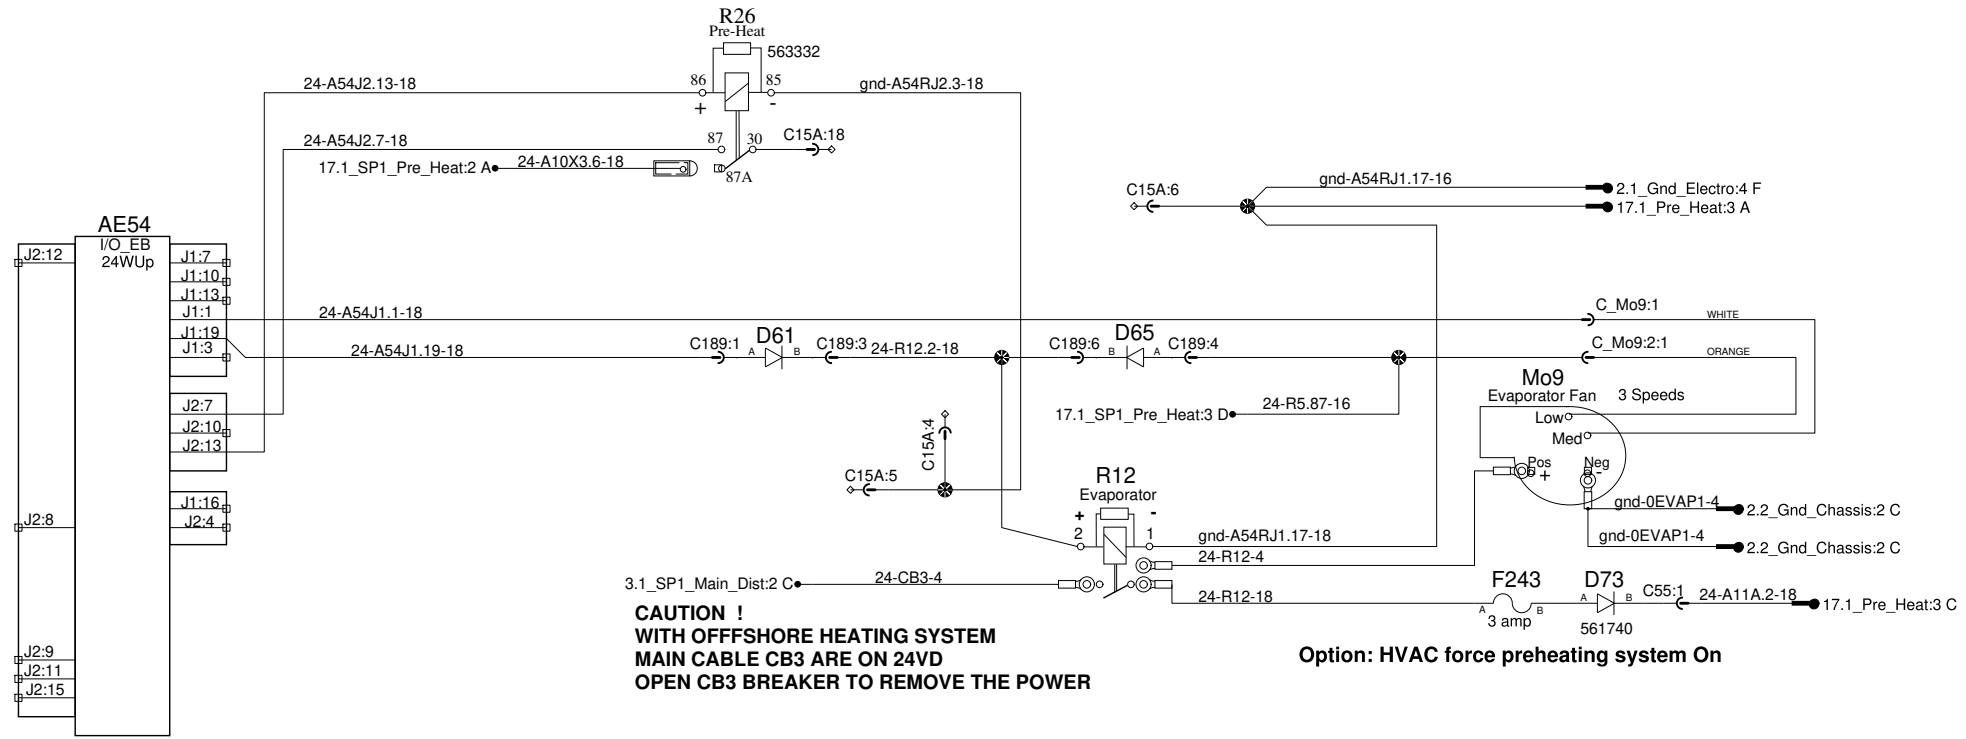 R26
Pre-Heat
563332
24-A54J2.13-18
86
85
gnd-A54RJ2.3-18
+
-
24-A54J2.7-18
87
30
C15A:18
17.1_SP1_Pre_Heat:2 A
24-A10X3.6-18
87A
C15A:6
gnd-A54RJ1.17-16
2.1_Gnd_Electro:4 F
17.1_Pre_Heat:3 A
AE54
I/O_EB
24WUp
J2:12
J1:7
J1:10
J1:13
J1:1
J1:19
J1:3
J2:7
J2:10
J2:13
J1:16
J2:4
J2:8
J2:9
J2:11
J2:15
24-A54J1.1-18
C_Mo9:1
WHITE
24-A54J1.19-18
C189:1
A
D61
B
C189:3
24-R12.2-18
C189:6
B
D65
A
C189:4
C_Mo9:2:1
ORANGE
17.1_SP1_Pre_Heat:3 D
24-R5.87-16
Mo9
Evaporator Fan
3 Speeds
Low
Med
Pos
+
Neg
-
C15A:4
C15A:5
R12
Evaporator
+
-
2
1
gnd-A54RJ1.17-18
24-R12-4
gnd-0EVAP1-4
2.2_Gnd_Chassis:2 C
gnd-0EVAP1-4
2.2_Gnd_Chassis:2 C
3.1_SP1_Main_Dist:2 C
24-CB3-4
24-R12-18
A
F243
B
3 amp
A
D73
B
561740
C55:1
24-A11A.2-18
17.1_Pre_Heat:3 C
CAUTION !
WITH OFFFSHORE HEATING SYSTEM
MAIN CABLE CB3 ARE ON 24VD
OPEN CB3 BREAKER TO REMOVE THE POWER
Option: HVAC force preheating system On